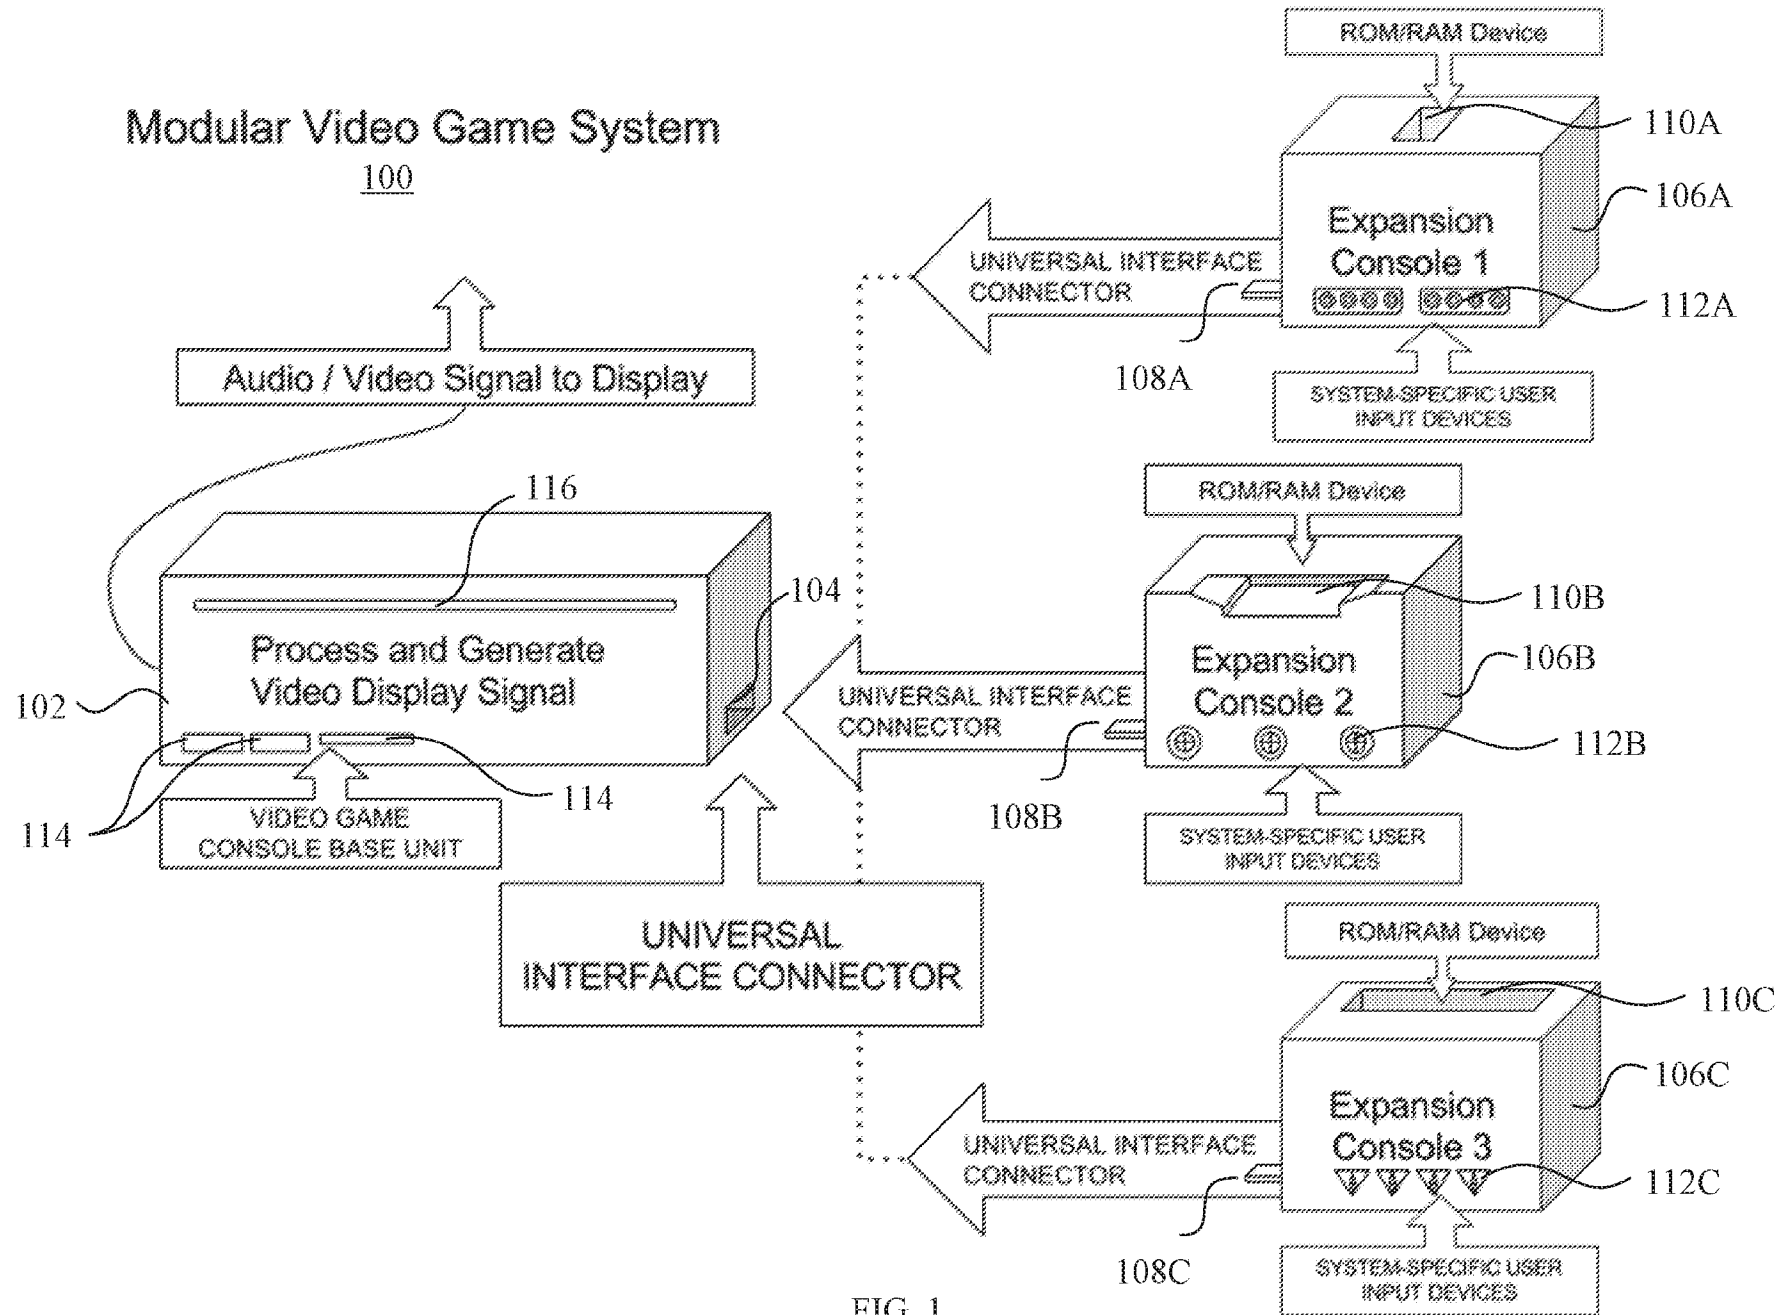 Modular Video Game System
100
Audio / Video Signal to Display
116
104
Process and Generate
Video Display Signal
102
114
114
VIDEO GAME
CONSOLE BASE UNIT
UNIVERSAL
INTERFACE CONNECTOR
ROM/RAM Device
110A
106A
Expansion
Console 1
112A
UNIVERSAL INTERFACE
CONNECTOR
108A
SYSTEM-SPECIFIC USER
INPUT DEVICES
ROM/RAM Device
110B
106B
Expansion
Console 2
112B
UNIVERSAL INTERFACE
CONNECTOR
108B
SYSTEM-SPECIFIC USER
INPUT DEVICES
ROM/RAM Device
110C
106C
Expansion
Console 3
112C
UNIVERSAL INTERFACE
CONNECTOR
108C
SYSTEM-SPECIFIC USER
INPUT DEVICES
FIG. 1